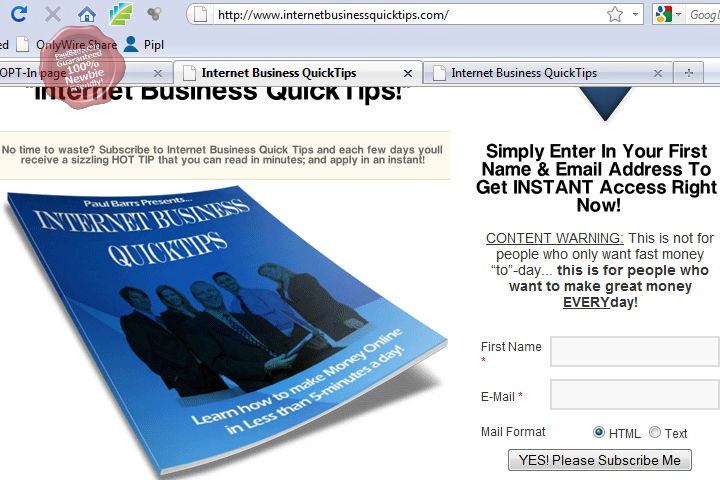 http://www.internetbusinessquicktips.com/
Goog
ed
OnlyWire Share
Pipl
Guaranteed
100%
Newbie
Friendly!
OPT-In page
Internet Business QuickTips
Internet Business QuickTips
"Internet Business QuickTips!"
No time to waste? Subscribe to Internet Business Quick Tips and each few days youll
receive a sizzling HOT TIP that you can read in minutes; and apply in an instant!
Paul Barrs Presents...
INTERNET BUSINESS
QUICKTIPS
Learn how to make Money Online
in Less than 5-minutes a day!
Simply Enter In Your First
Name & Email Address To
Get INSTANT Access Right
Now!
CONTENT WARNING: This is not for
people who only want fast money
“to”-day... this is for people who
want to make great money
EVERYday!
First Name
*
E-Mail *
Mail Format
HTML
Text
YES! Please Subscribe Me